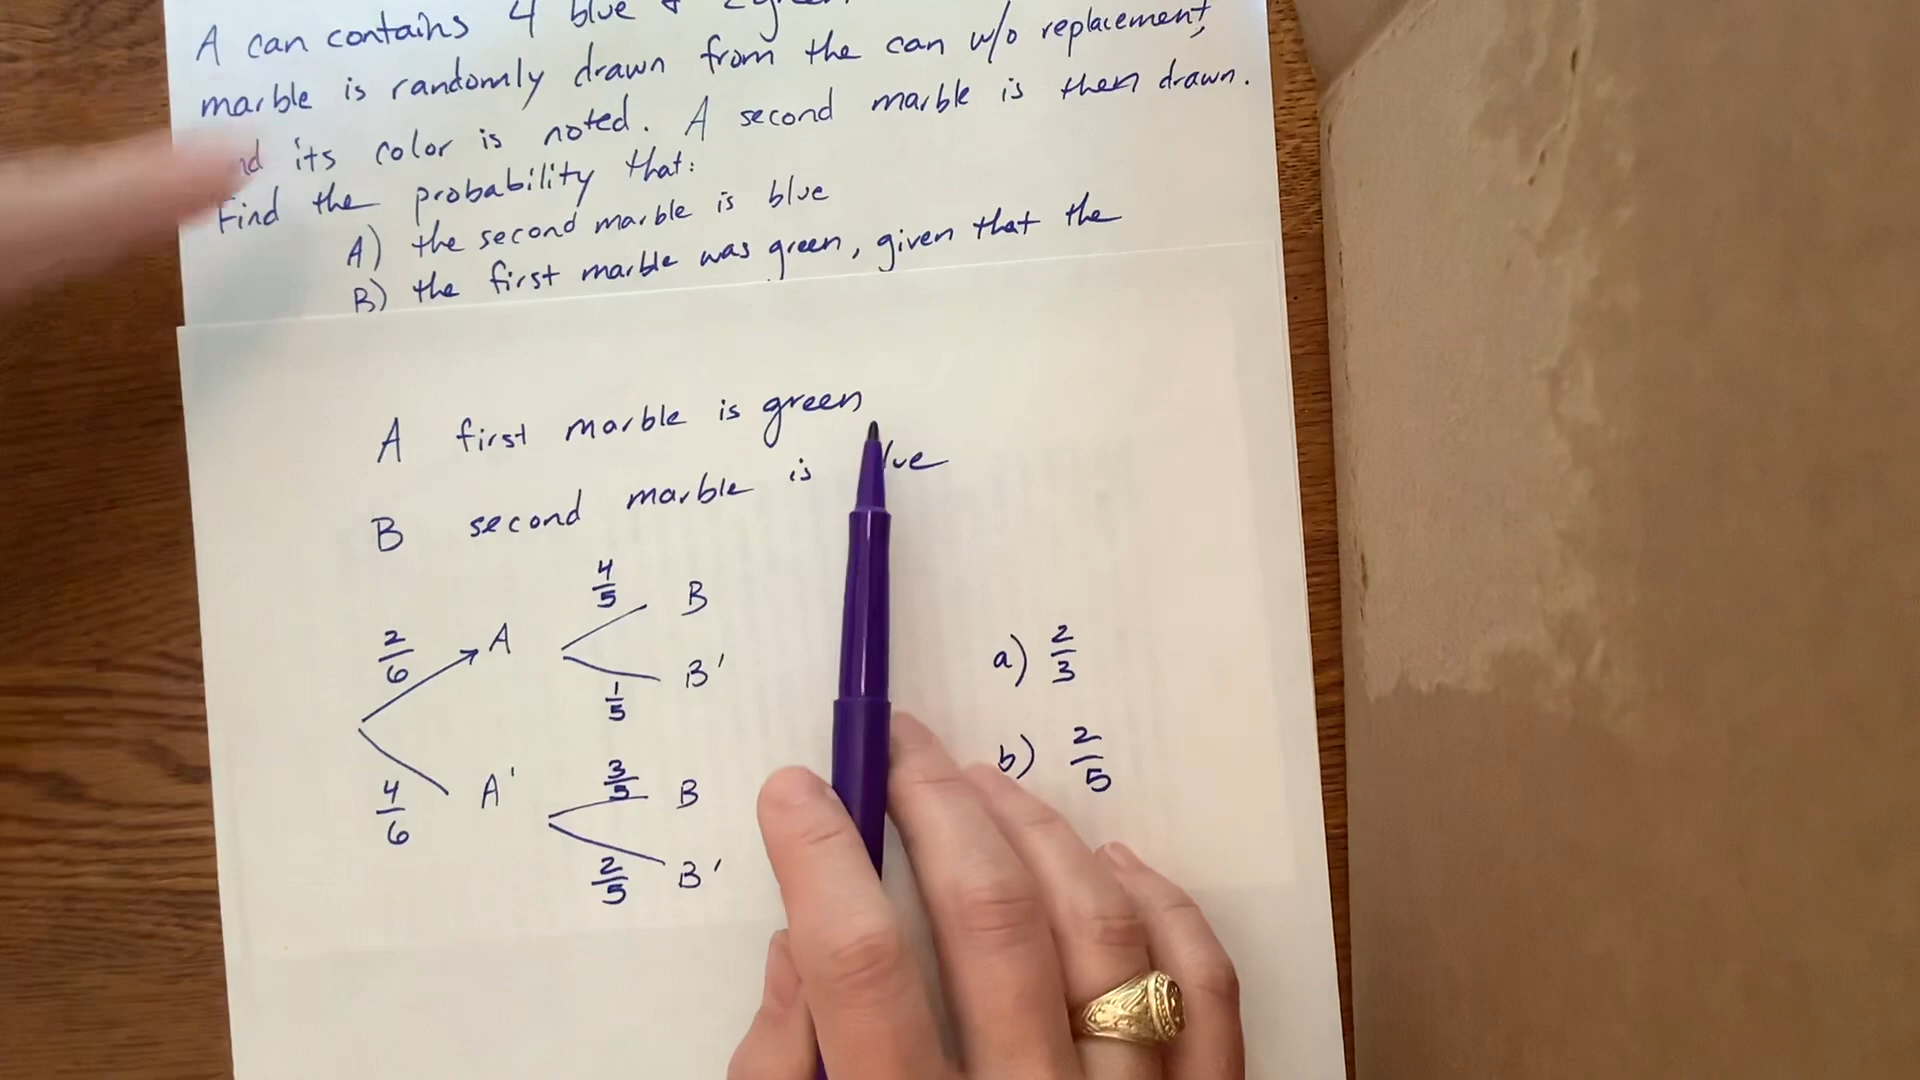 A can contains 4 blue + 2 green
marble is randomly drawn from the can w/o replacement,
its color is noted. A second marble is then drawn.
Find the probability that:
A) the second marble is blue
B) the first marble was green, given that the
A first marble is green
B second marble is
2/6 A 4/5 B
1/5 B'
4/6 A' 3/5 B
2/5 B'
a) 2/3
b) 2/5